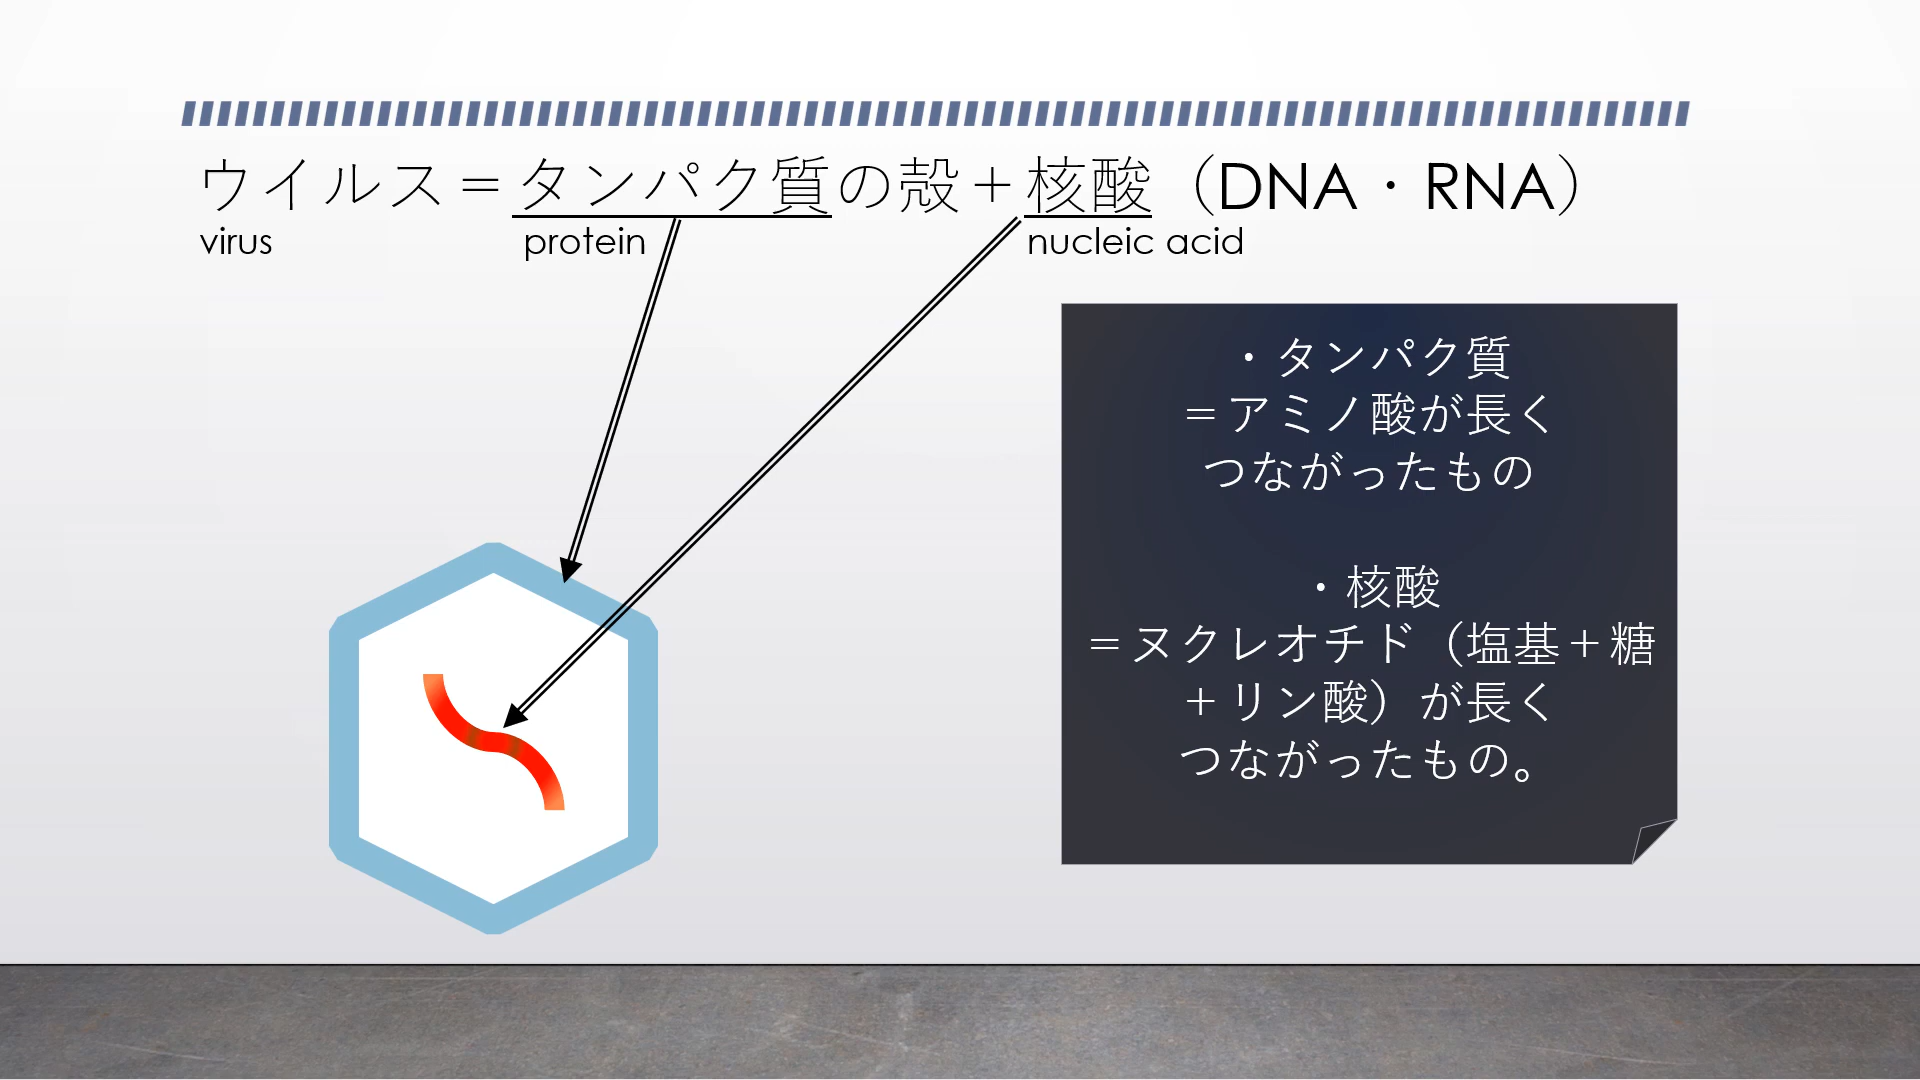 ウイルス＝タンパク質の殻＋核酸（DNA・RNA）
virus protein nucleic acid
・タンパク質
＝アミノ酸が長く
つながったもの
・核酸
＝ヌクレオチド（塩基＋糖
＋リン酸）が長く
つながったもの。